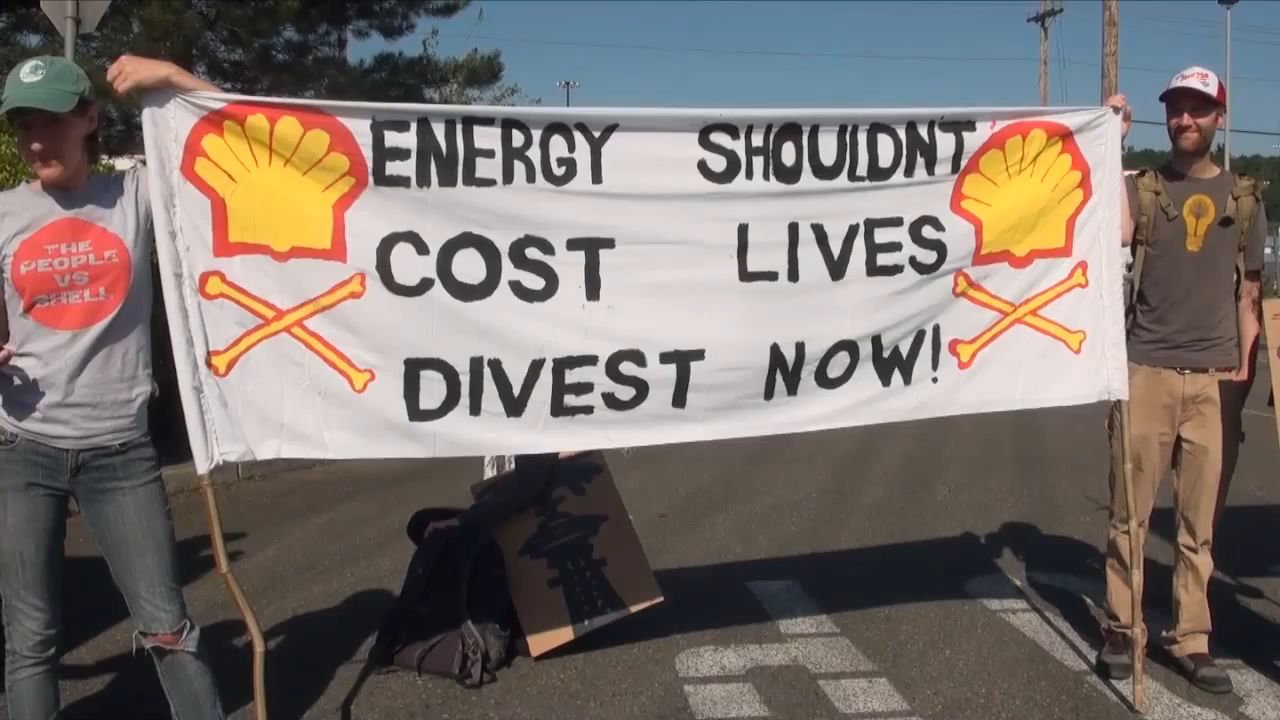 ENERGY SHOULDNT
COST LIVES
DIVEST NOW!
THE
PEOPLE
VS
SHELL